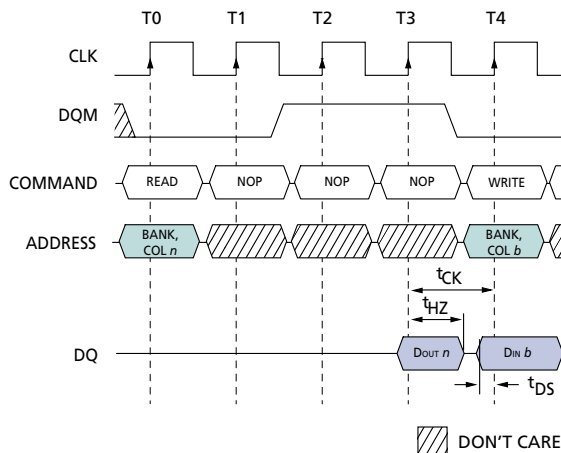 T0 T1 T2 T3 T4
CLK
DQM
COMMAND READ NOP NOP NOP WRITE
ADDRESS BANK, COL n BANK, COL b
tCK
tHZ
DQ DOUT n DIN b
tDS
DON'T CARE